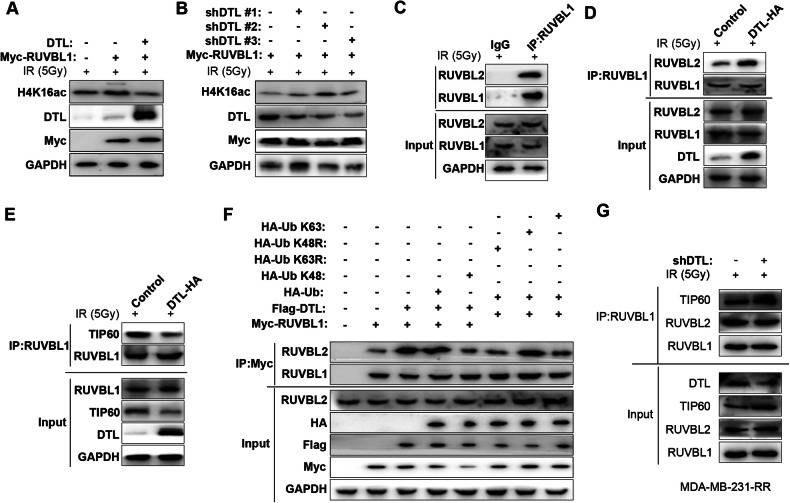 A
DTL: - - +
Myc-RUVBL1: - + +
IR (5Gy) + + +
H4K16ac
DTL
Myc
GAPDH
B
shDTL #1: - + - -
shDTL #2: - - + -
shDTL #3: - - - +
Myc-RUVBL1: + + + +
IR (5Gy) + + + +
H4K16ac
DTL
Myc
GAPDH
C
IgG IP:RUVBL1
IR (5Gy) + +
RUVBL2
RUVBL1
Input
RUVBL2
RUVBL1
GAPDH
D
Control DTL-HA
IR (5Gy) + +
IP:RUVBL1
RUVBL2
RUVBL1
Input
RUVBL2
RUVBL1
DTL
GAPDH
E
Control DTL-HA
IR (5Gy) + +
IP:RUVBL1
TIP60
RUVBL1
Input
RUVBL1
TIP60
DTL
GAPDH
F
HA-Ub K63: - - - - - - - +
HA-Ub K48R: - - - - - - + -
HA-Ub K63R: - - - - - + - -
HA-Ub K48: - - - - + - - -
HA-Ub: - - - + - + + +
Flag-DTL: - - + + + + + +
Myc-RUVBL1: - + + + +
IP:Myc
RUVBL2
RUVBL1
Input
RUVBL2
HA
Flag
Myc
GAPDH
G
shDTL: - +
IR (5Gy) + +
IP:RUVBL1
TIP60
RUVBL2
RUVBL1
Input
DTL
TIP60
RUVBL2
RUVBL1
MDA-MB-231-RR